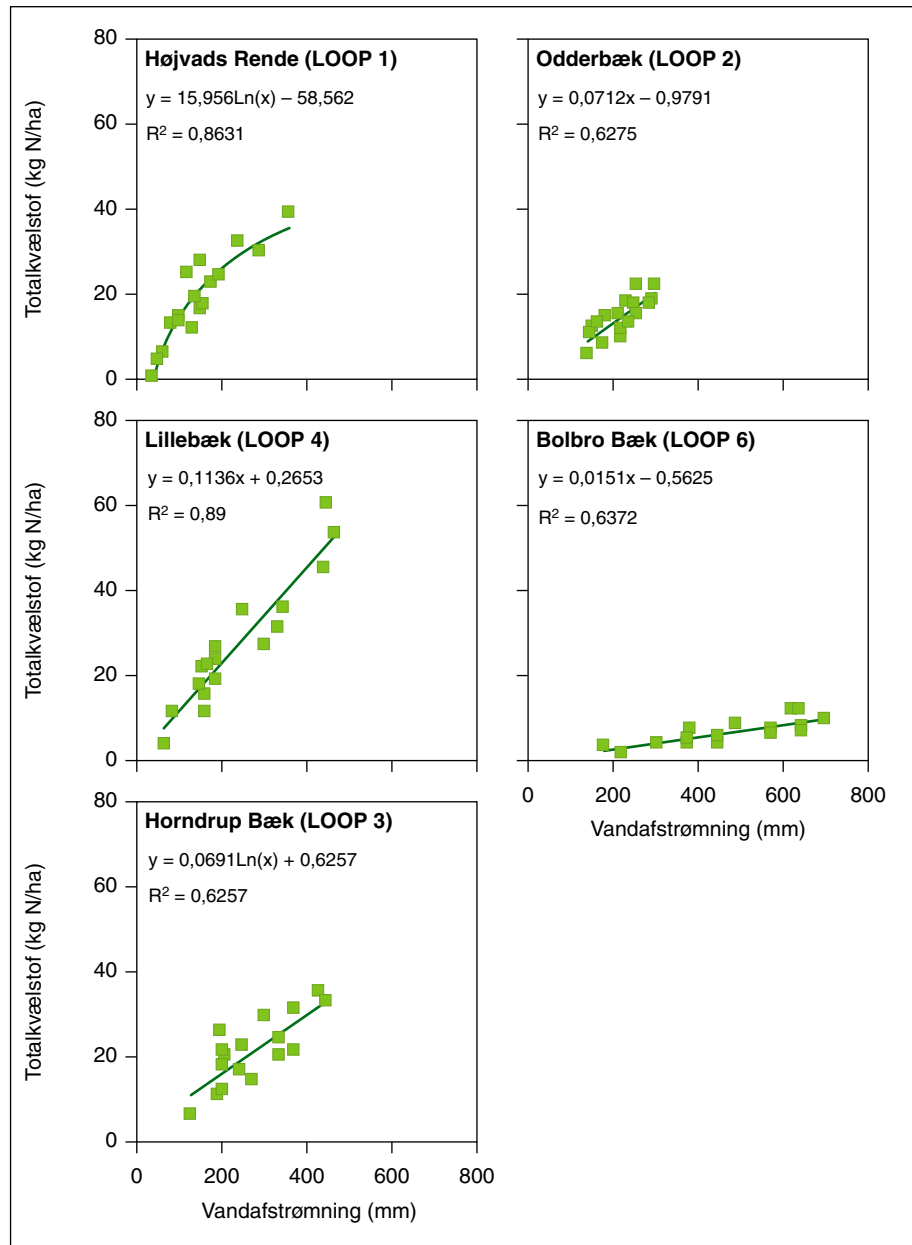 Totalkvælstof (kg N/ha)
80
60
40
20
0
Højvads Rende (LOOP 1)
y = 15,956Ln(x) – 58,562
R² = 0,8631
Odderbæk (LOOP 2)
y = 0,0712x – 0,9791
R² = 0,6275
Totalkvælstof (kg N/ha)
80
60
40
20
0
Lillebæk (LOOP 4)
y = 0,1136x + 0,2653
R² = 0,89
Bolbro Bæk (LOOP 6)
y = 0,0151x – 0,5625
R² = 0,6372
0 200 400 600 800
Vandafstrømning (mm)
Totalkvælstof (kg N/ha)
80
60
40
20
0
Horndrup Bæk (LOOP 3)
y = 0,0691Ln(x) + 0,6257
R² = 0,6257
0 200 400 600 800
Vandafstrømning (mm)